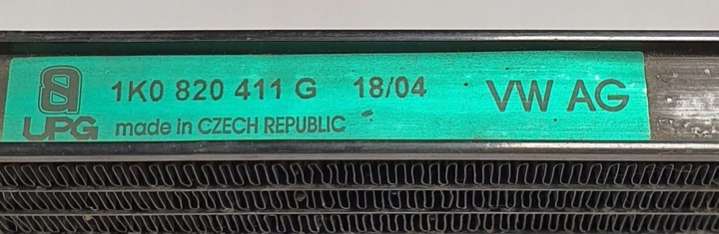 1K0 820 411 G 18/04 VW AG
UPG made in CZECH REPUBLIC